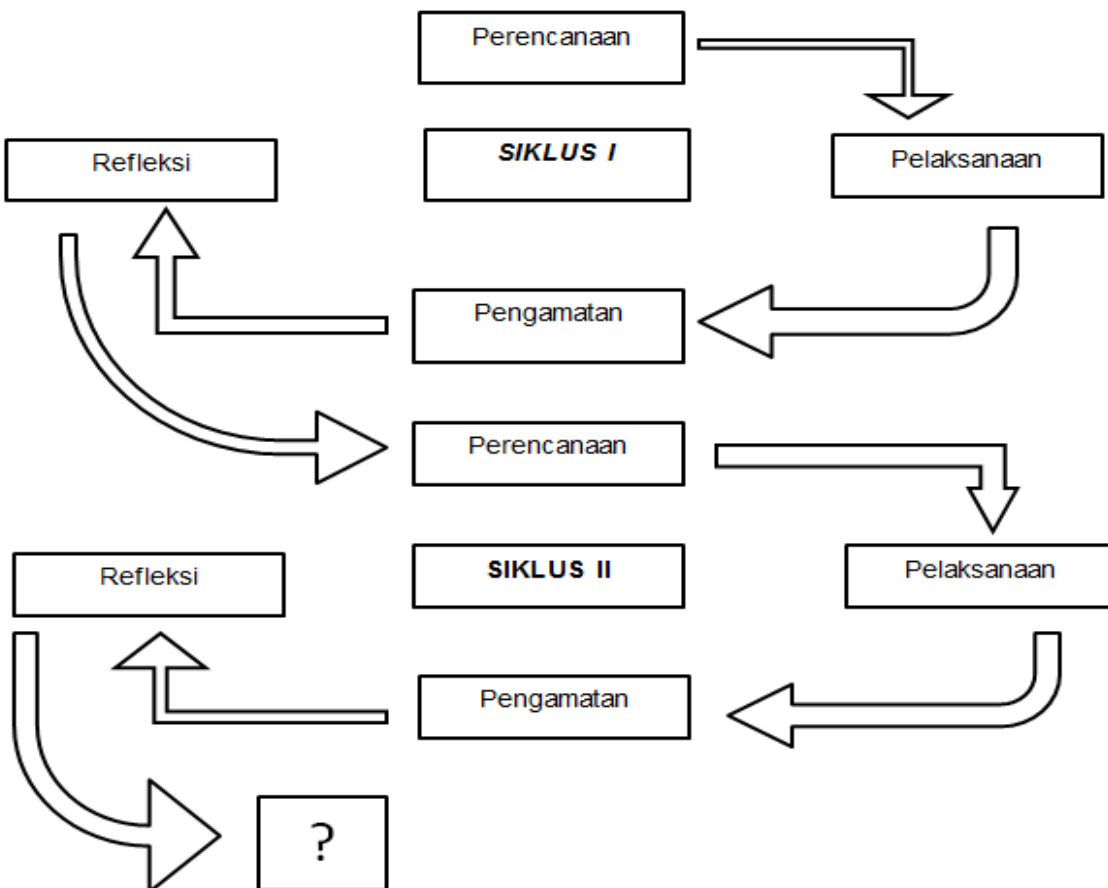 Perencanaan
SIKLUS I
Refleksi
Pelaksanaan
Pengamatan
Perencanaan
SIKLUS II
Refleksi
Pelaksanaan
Pengamatan
?